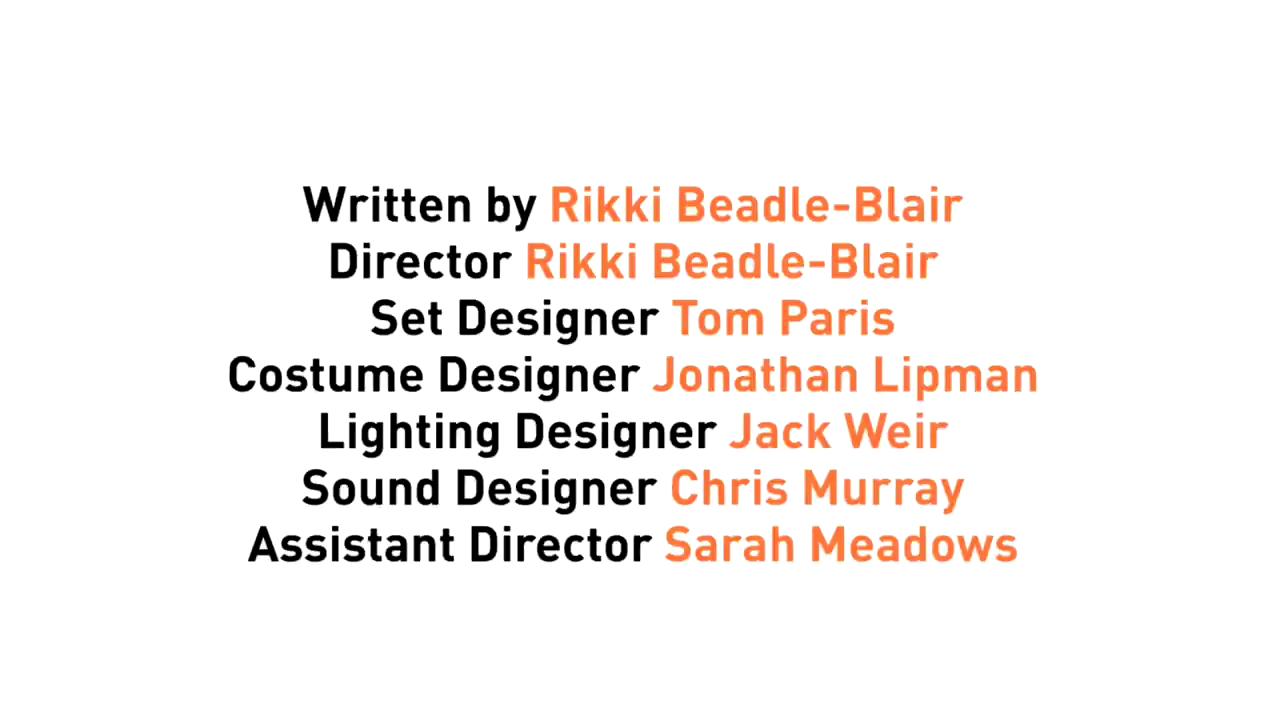 Written by Rikki Beadle-Blair
Director Rikki Beadle-Blair
Set Designer Tom Paris
Costume Designer Jonathan Lipman
Lighting Designer Jack Weir
Sound Designer Chris Murray
Assistant Director Sarah Meadows